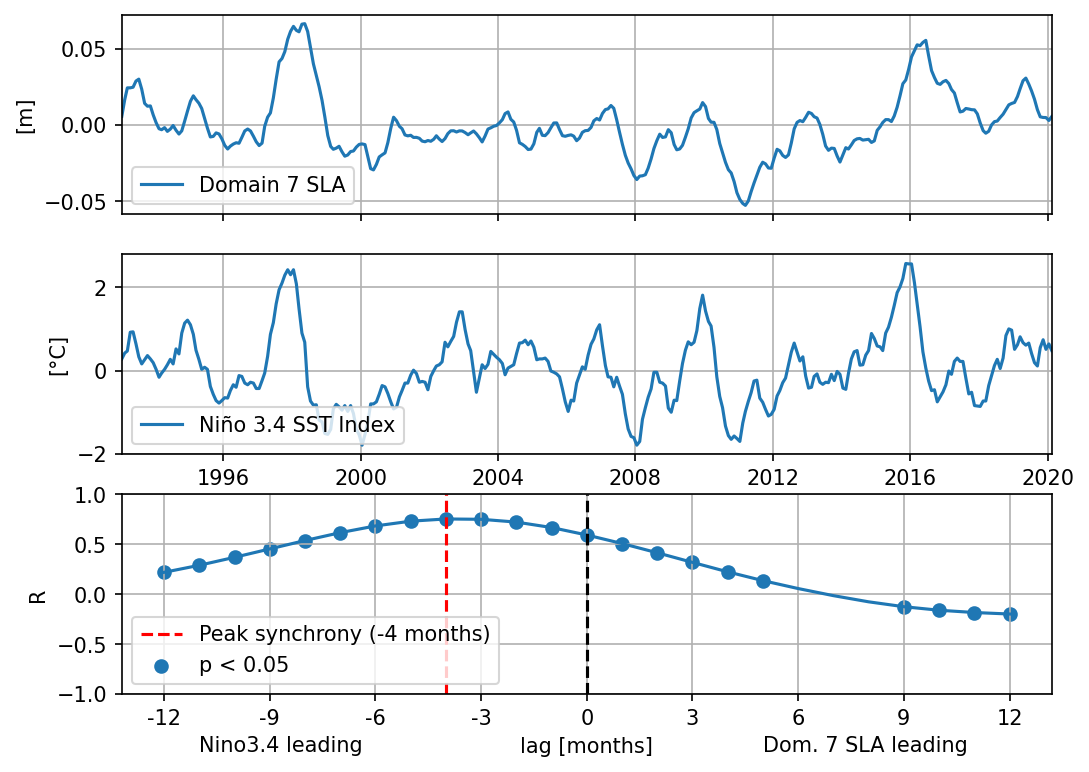 0.05
0.00
−0.05
[m]
Domain 7 SLA
2
0
−2
[°C]
Niño 3.4 SST Index
1996 2000 2004 2008 2012 2016 2020
1.0
0.5
0.0
−0.5
−1.0
R
Peak synchrony (-4 months)
p < 0.05
-12 -9 -6 -3 0 3 6 9 12
Nino3.4 leading lag [months] Dom. 7 SLA leading